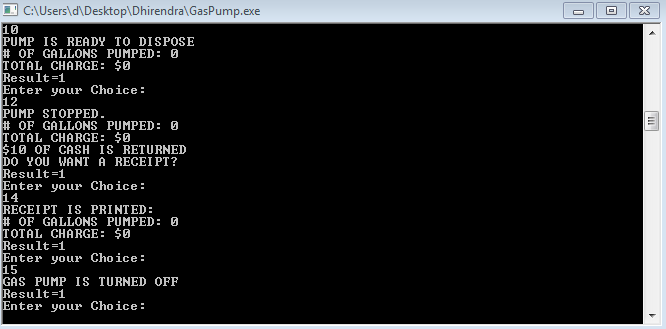 C:\Users\d\Desktop\Dhirendra\GasPump.exe
10
PUMP IS READY TO DISPOSE
# OF GALLONS PUMPED: 0
TOTAL CHARGE: $0
Result=1
Enter your Choice:
12
PUMP STOPPED.
# OF GALLONS PUMPED: 0
TOTAL CHARGE: $0
$10 OF CASH IS RETURNED
DO YOU WANT A RECEIPT?
Result=1
Enter your Choice:
14
RECEIPT IS PRINTED:
# OF GALLONS PUMPED: 0
TOTAL CHARGE: $0
Result=1
Enter your Choice:
15
GAS PUMP IS TURNED OFF
Result=1
Enter your Choice: